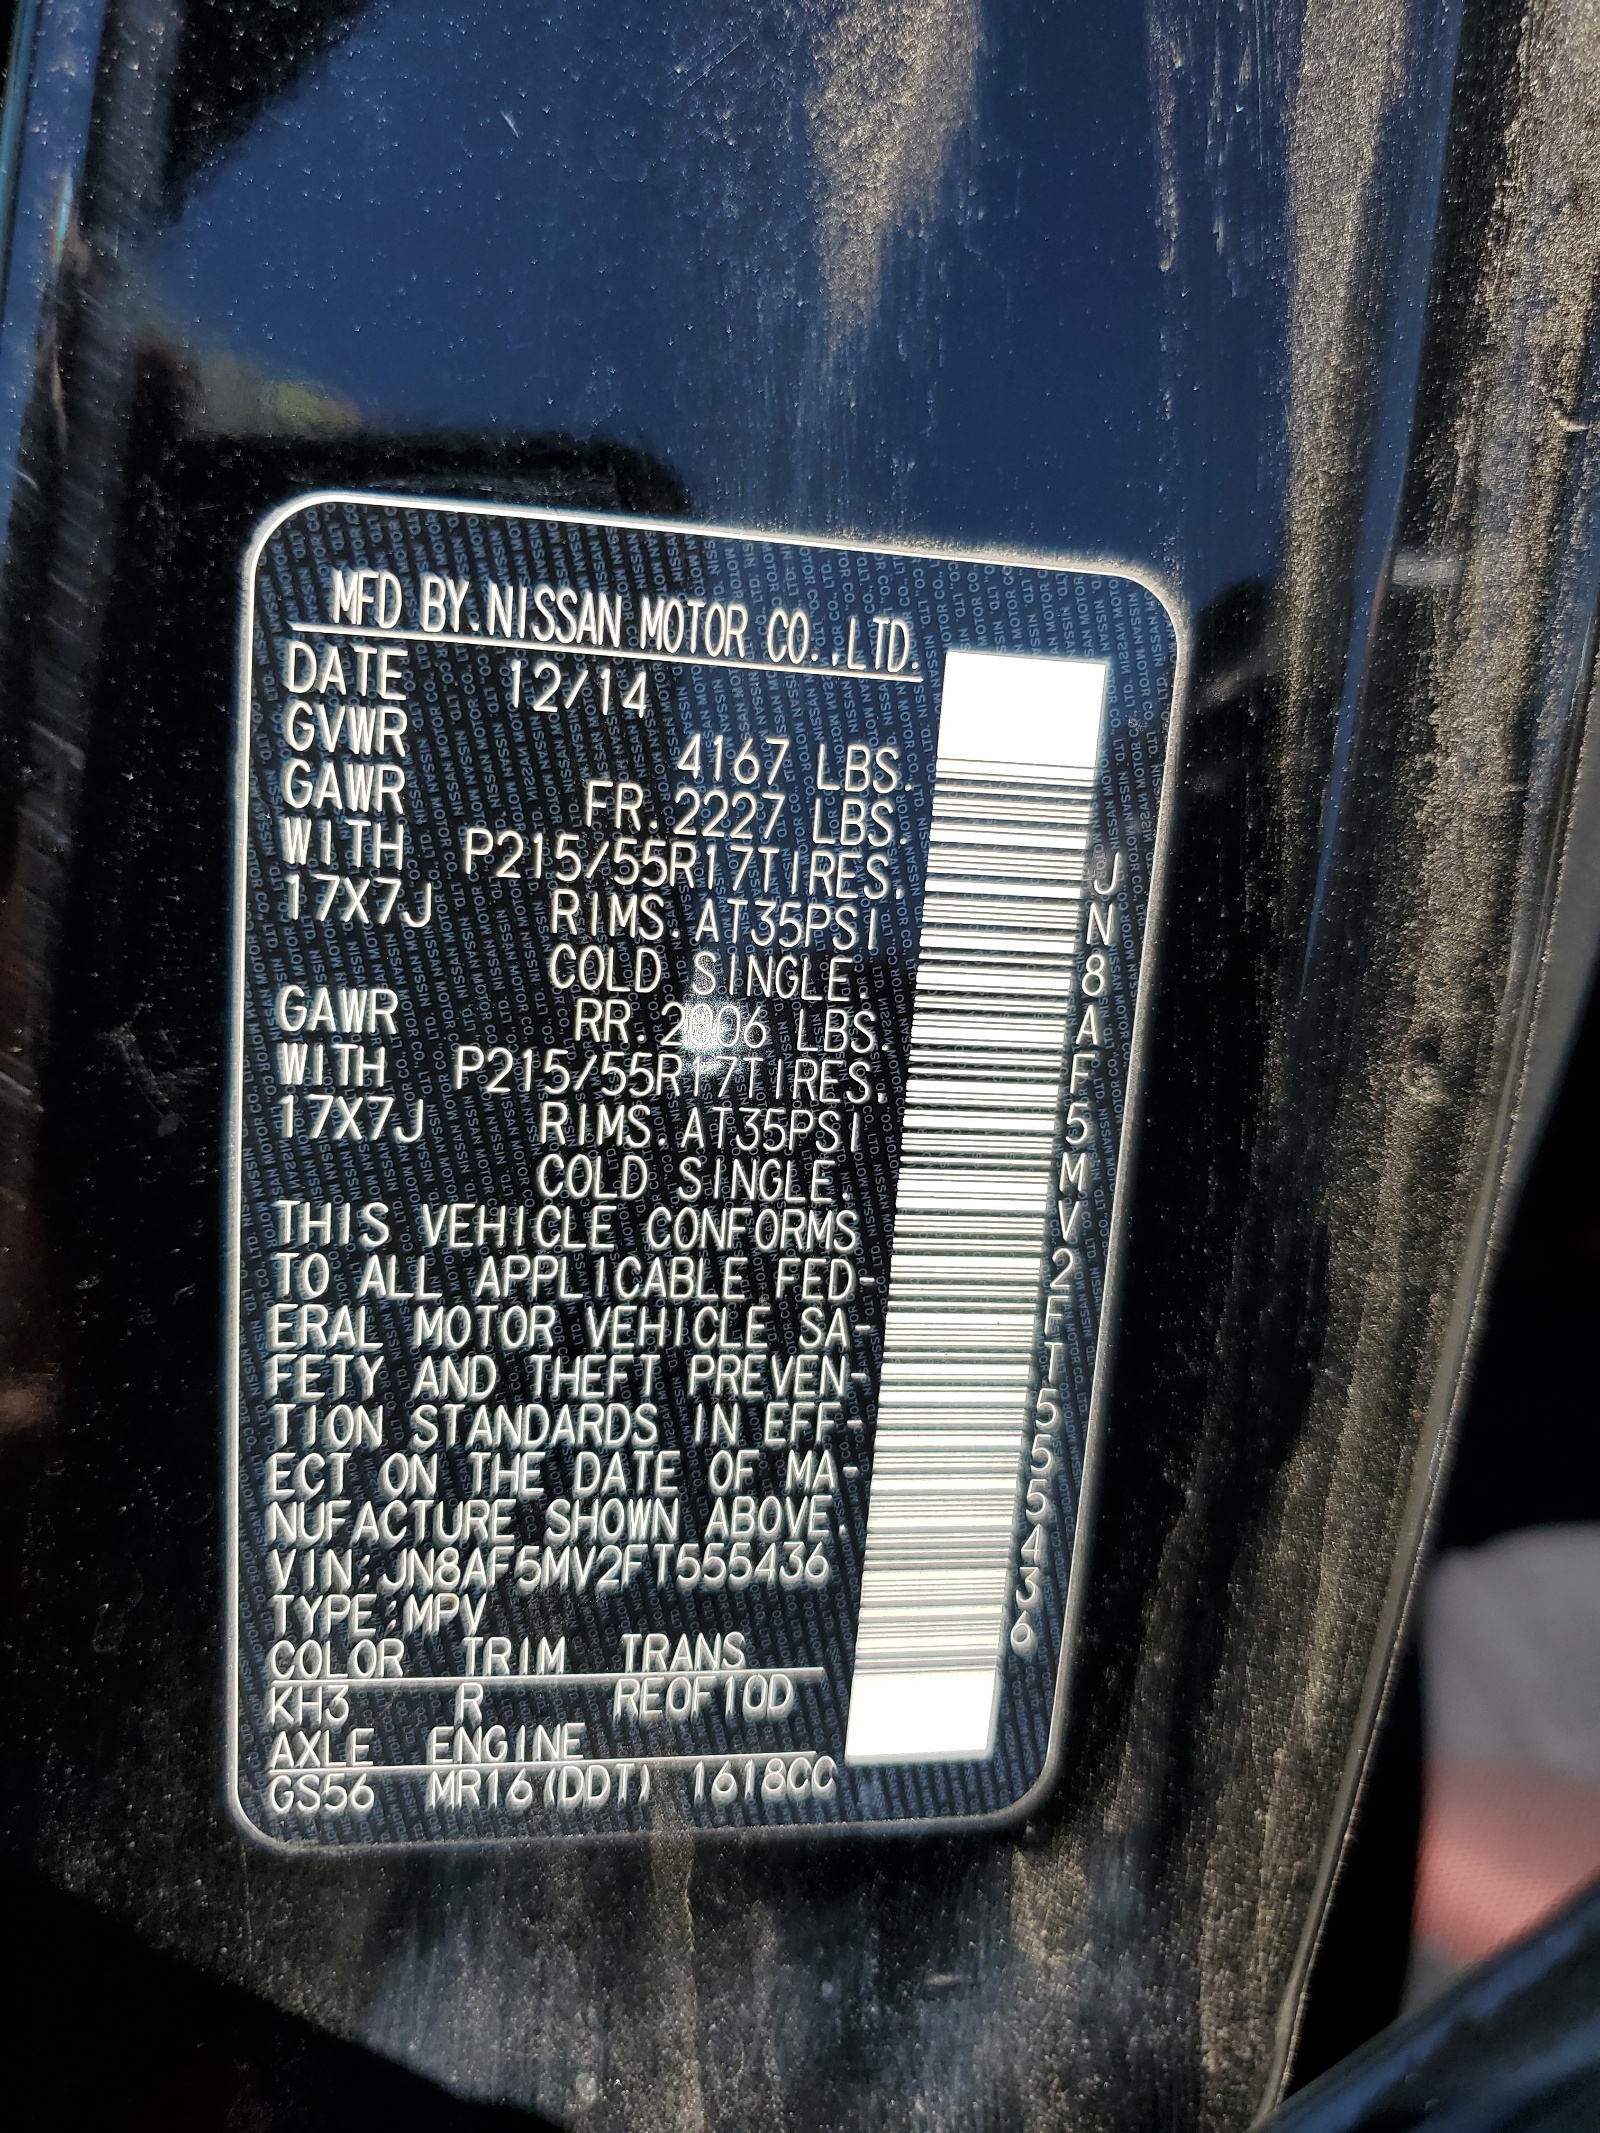 MFD BY.NISSAN MOTOR CO.,LTD.
DATE 12/14
GVWR 4167 LBS.
GAWR FR.2227 LBS.
WITH P215/55R17TIRES.
17X7J RIMS.AT35PSI
COLD SINGLE.
GAWR RR.2006 LBS.
WITH P215/55R17TIRES.
17X7J RIMS.AT35PSI
COLD SINGLE.
THIS VEHICLE CONFORMS
TO ALL APPLICABLE FED-
ERAL MOTOR VEHICLE SA-
FETY AND THEFT PREVEN-
TION STANDARDS IN EFF-
ECT ON THE DATE OF MA-
NUFACTURE SHOWN ABOVE.
VIN:JN8AF5MV2FT555436
TYPE:MPV
COLOR TRIM TRANS
KH3 R RE0F10D
AXLE ENGINE
GS56 MR16(DDT) 1618CC
JN8AF5MV2FT555436